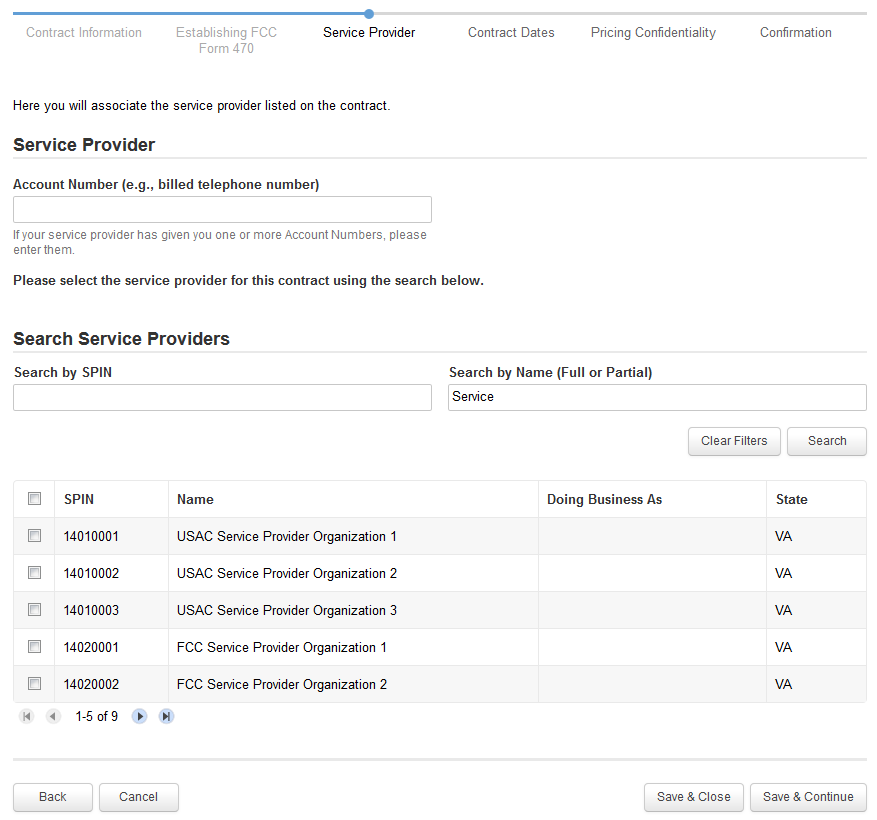 Contract Information
Establishing FCC
Form 470
Service Provider
Contract Dates
Pricing Confidentiality
Confirmation
Here you will associate the service provider listed on the contract.
Service Provider
Account Number (e.g., billed telephone number)
If your service provider has given you one or more Account Numbers, please
enter them.
Please select the service provider for this contract using the search below.
Search Service Providers
Search by SPIN
Search by Name (Full or Partial)
Service
Clear Filters
Search
SPIN Name Doing Business As State
14010001 USAC Service Provider Organization 1 VA
14010002 USAC Service Provider Organization 2 VA
14010003 USAC Service Provider Organization 3 VA
14020001 FCC Service Provider Organization 1 VA
14020002 FCC Service Provider Organization 2 VA
1-5 of 9
Back
Cancel
Save & Close
Save & Continue